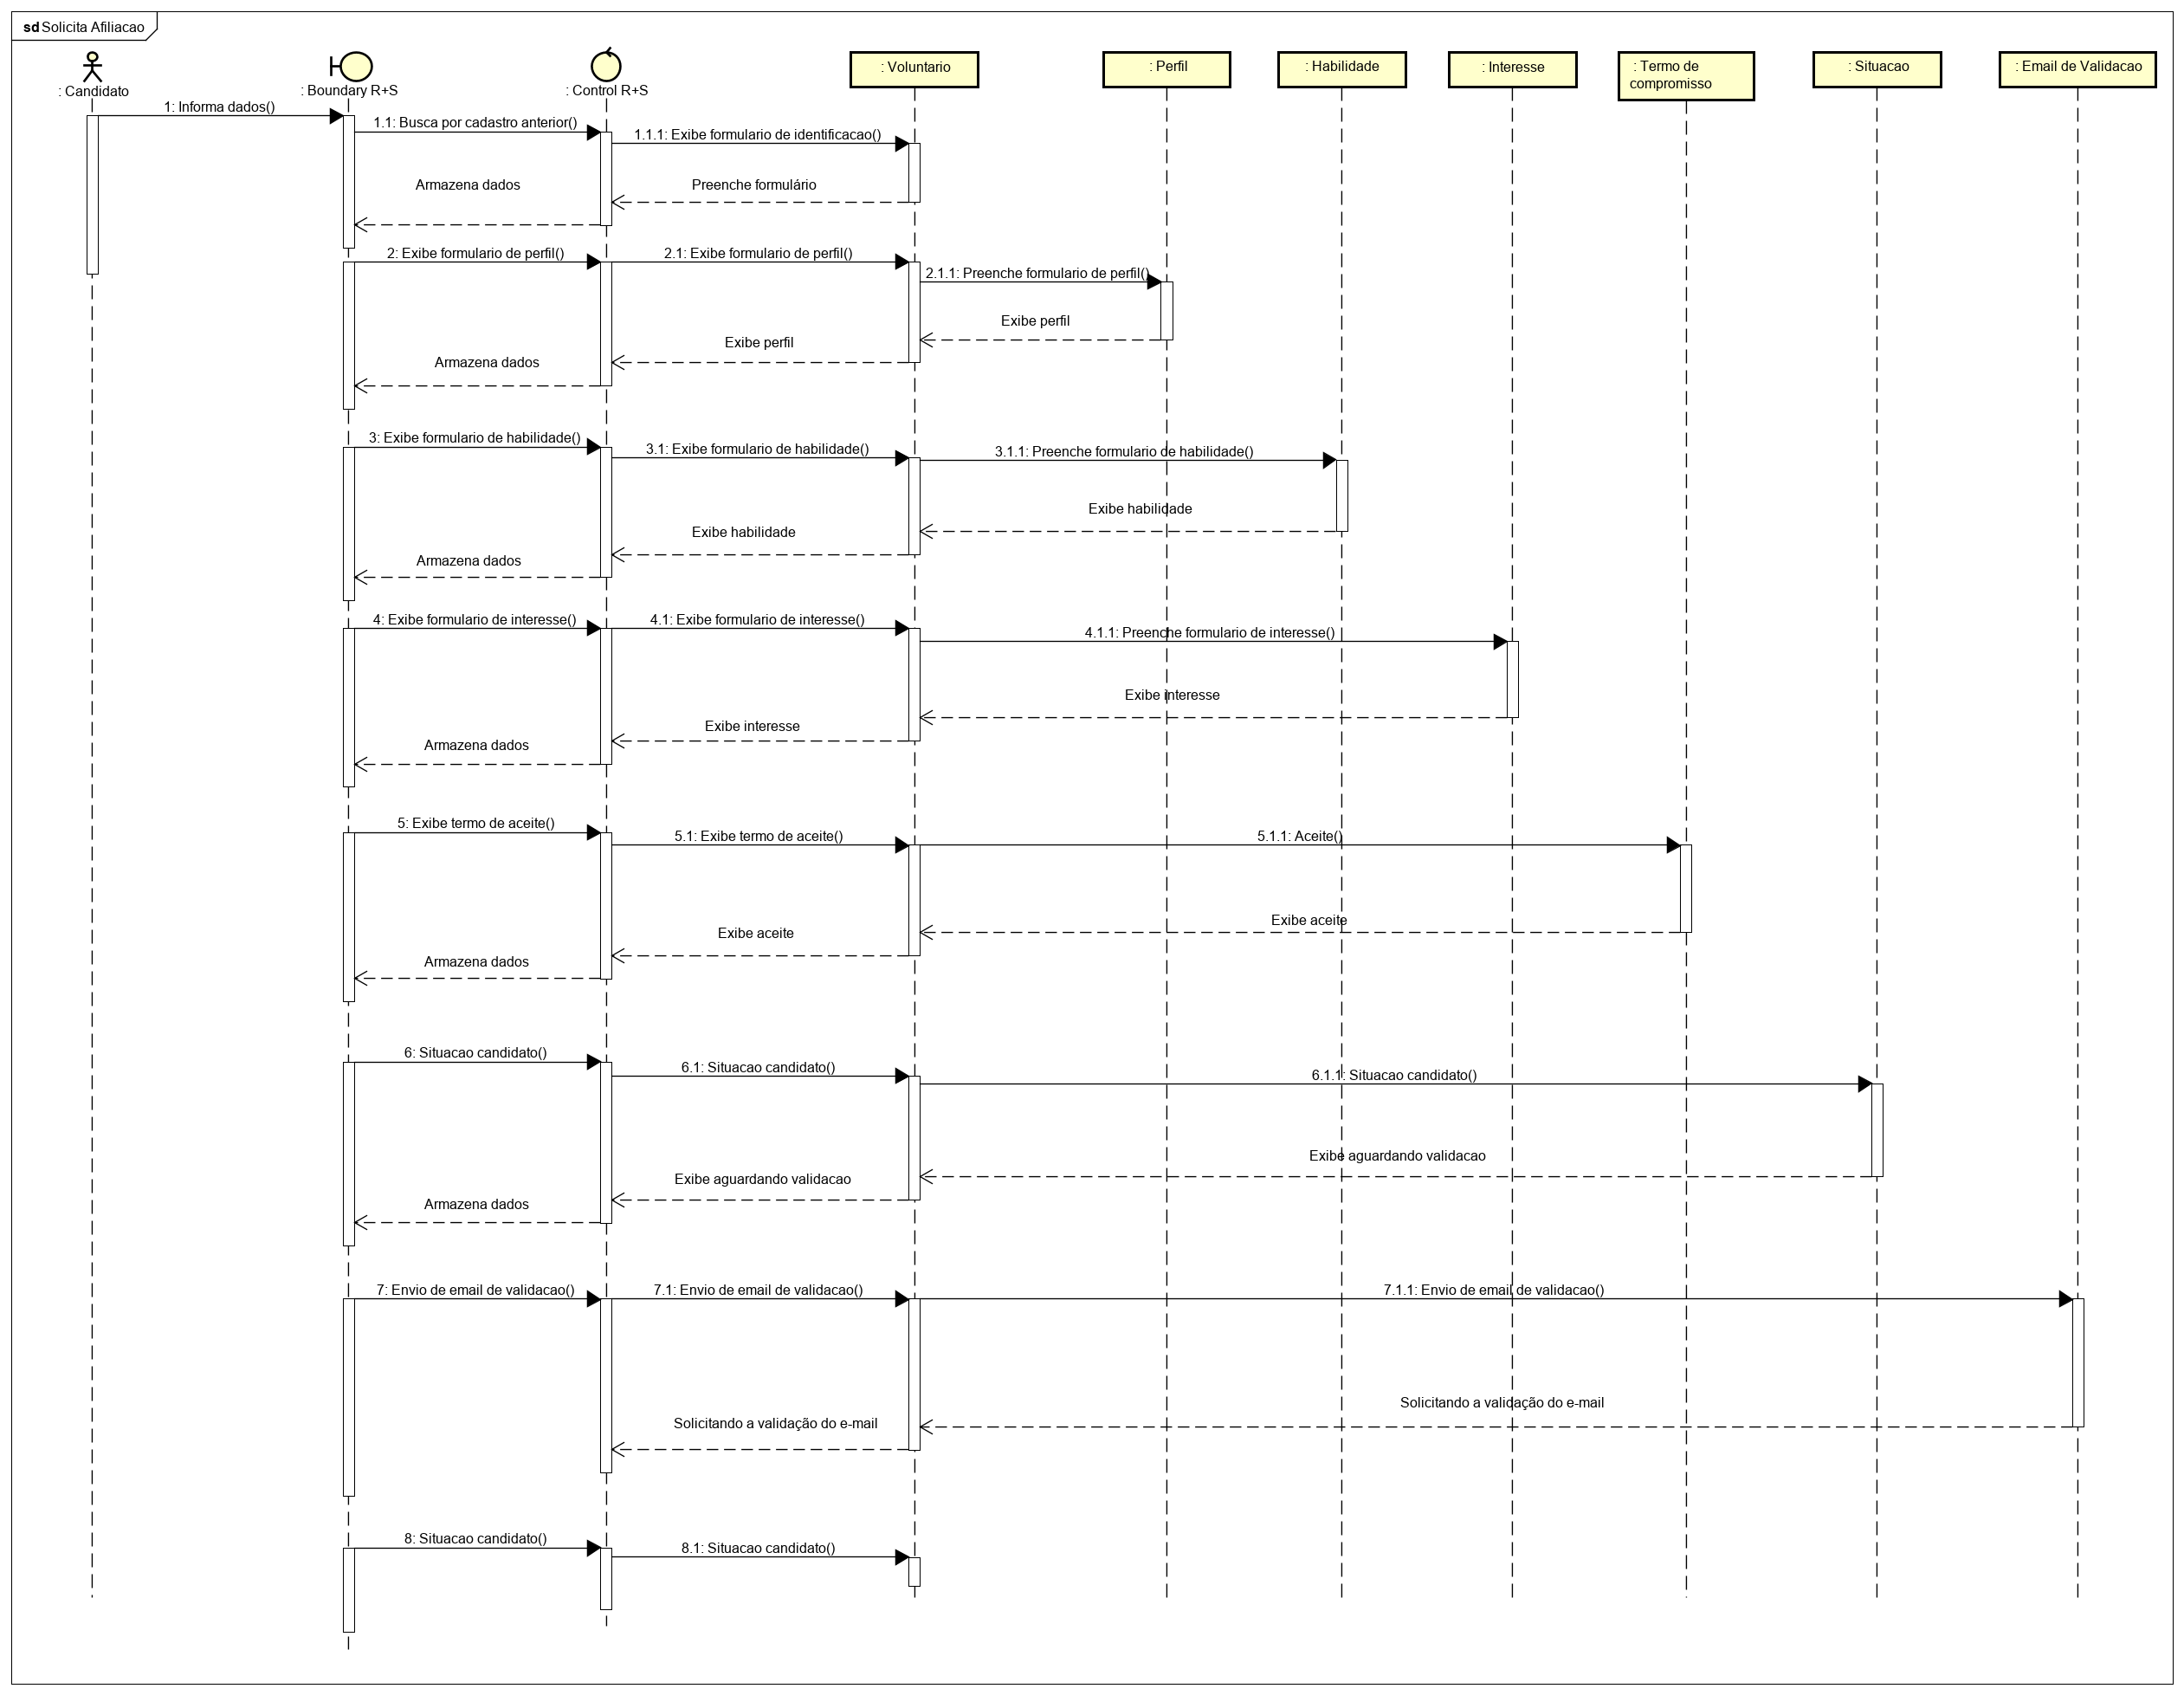 sd Solicita Afiliacao
: Candidato
: Boundary R+S
: Control R+S
: Voluntario
: Perfil
: Habilidade
: Interesse
: Termo de
compromisso
: Situacao
: Email de Validacao
1: Informa dados()
1.1: Busca por cadastro anterior()
1.1.1: Exibe formulario de identificacao()
Armazena dados
Preenche formulário
2: Exibe formulario de perfil()
2.1: Exibe formulario de perfil()
2.1.1: Preenche formulario de perfil()
Exibe perfil
Exibe perfil
Armazena dados
3: Exibe formulario de habilidade()
3.1: Exibe formulario de habilidade()
3.1.1: Preenche formulario de habilidade()
Exibe habilidade
Exibe habilidade
Armazena dados
4: Exibe formulario de interesse()
4.1: Exibe formulario de interesse()
4.1.1: Preenche formulario de interesse()
Exibe interesse
Exibe interesse
Armazena dados
5: Exibe termo de aceite()
5.1: Exibe termo de aceite()
5.1.1: Aceite()
Exibe aceite
Exibe aceite
Armazena dados
6: Situacao candidato()
6.1: Situacao candidato()
6.1.1: Situacao candidato()
Exibe aguardando validacao
Exibe aguardando validacao
Armazena dados
7: Envio de email de validacao()
7.1: Envio de email de validacao()
7.1.1: Envio de email de validacao()
Solicitando a validação do e-mail
Solicitando a validação do e-mail
8: Situacao candidato()
8.1: Situacao candidato()